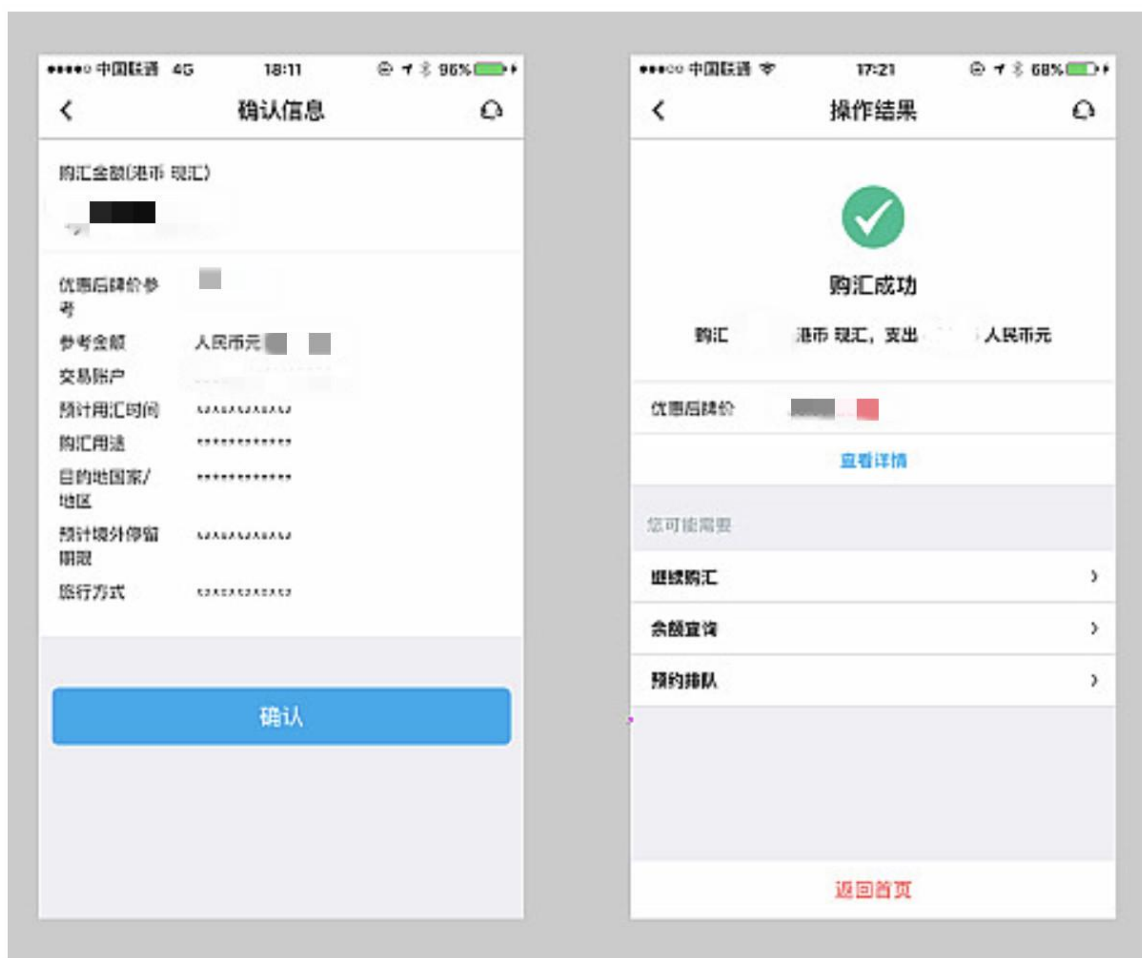 中国联通 4G 18:11 96%
确认信息
购汇金额(港币 现汇)
优惠后牌价参
考
参考金额 人民币元
交易账户
预计用汇时间 ************
购汇用途 ************
目的地国家/ ************
地区
预计境外停留 ************
期限
旅行方式 ************
确认
中国联通 17:21 68%
操作结果
购汇成功
购汇 港币 现汇，支出 人民币元
优惠后牌价
查看详情
您可能需要
继续购汇
余额查询
预约排队
返回首页